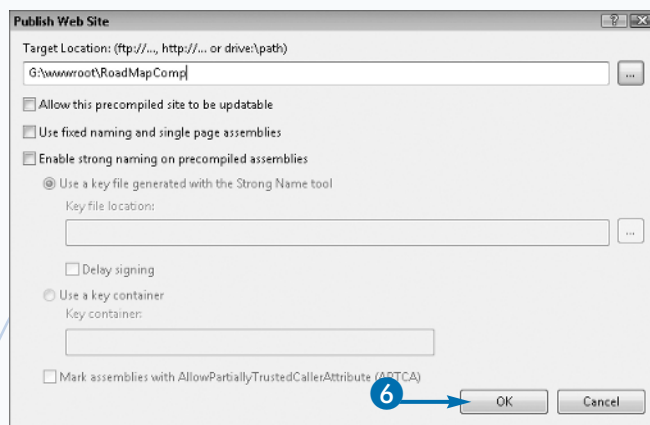 Publish Web Site
Target Location: (ftp://..., http://... or drive:\path)
G:\wwwroot\RoadMapComp
...
Allow this precompiled site to be updatable
Use fixed naming and single page assemblies
Enable strong naming on precompiled assemblies
Use a key file generated with the Strong Name tool
Key file location:
...
Delay signing
Use a key container
Key container:
Mark assemblies with AllowPartiallyTrustedCallerAttribute (APTCA)
6
OK Cancel